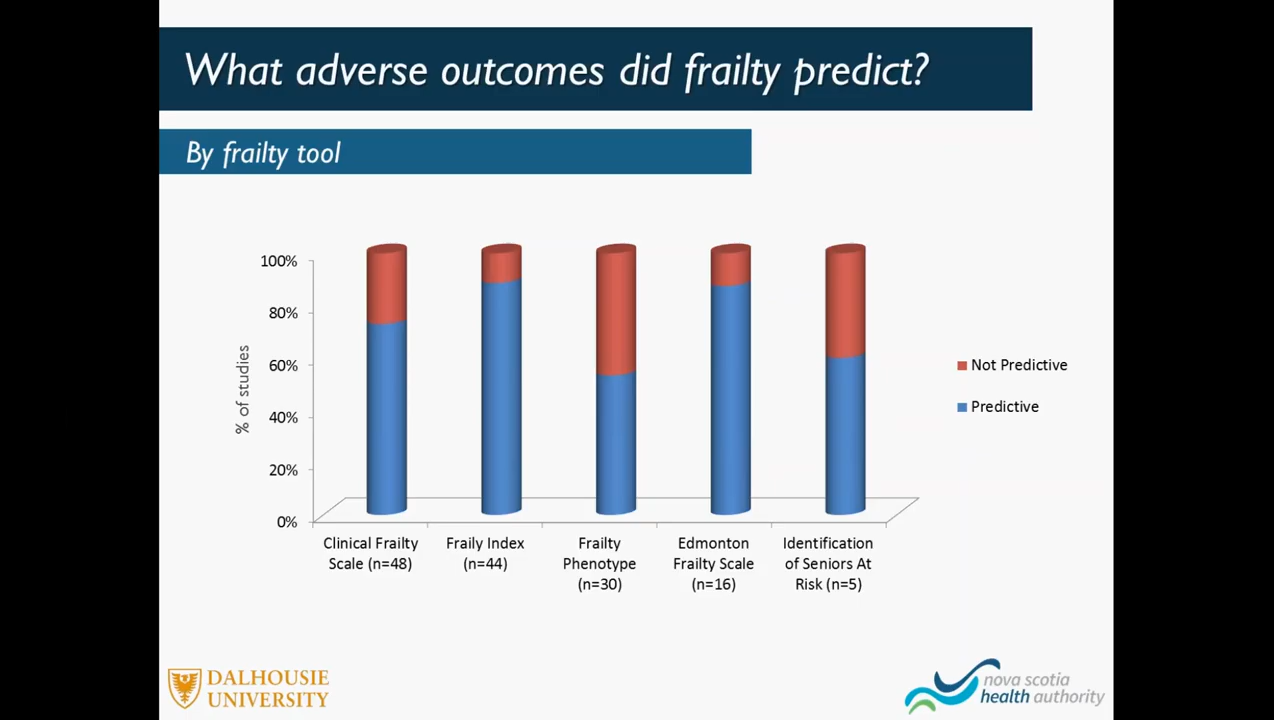 What adverse outcomes did frailty predict?
By frailty tool
% of studies
100%
80%
60%
40%
20%
0%
Clinical Frailty
Scale (n=48)
Fraily Index
(n=44)
Frailty
Phenotype
(n=30)
Edmonton
Frailty Scale
(n=16)
Identification
of Seniors At
Risk (n=5)
Not Predictive
Predictive
DALHOUSIE
UNIVERSITY
nova scotia
health authority